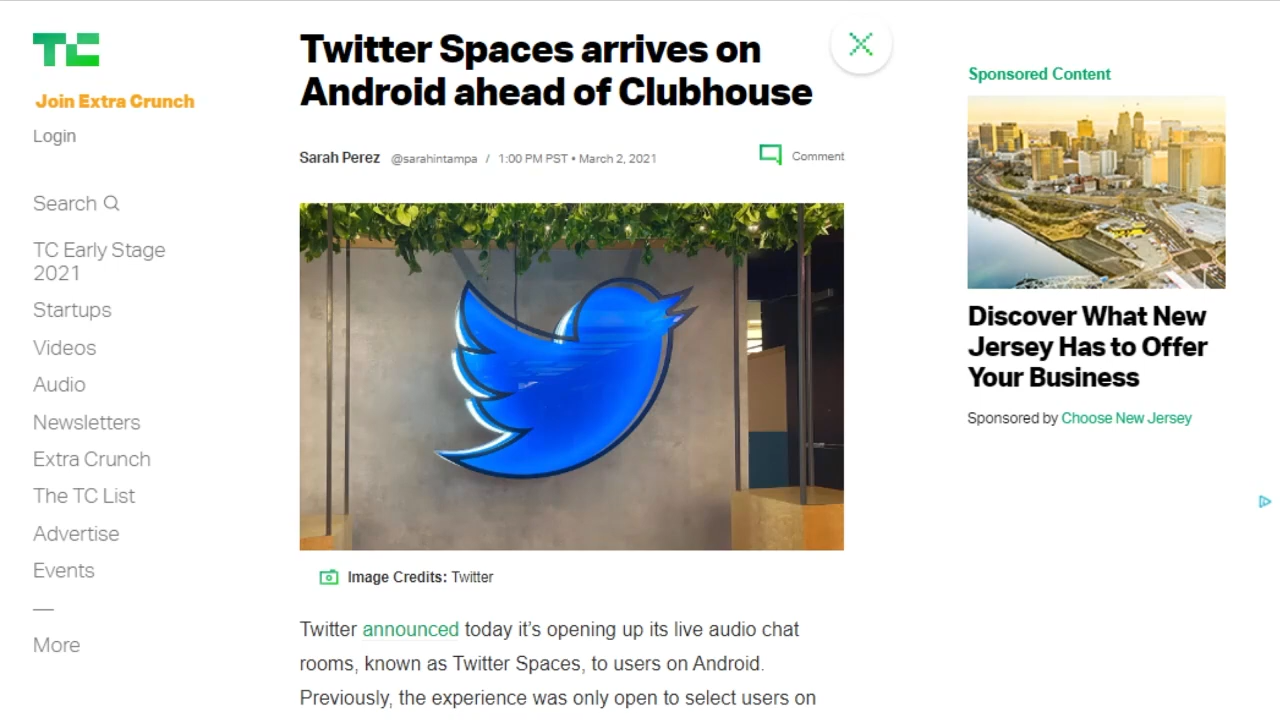 TC
Join Extra Crunch
Login
Search
TC Early Stage
2021
Startups
Videos
Audio
Newsletters
Extra Crunch
The TC List
Advertise
Events
—
More
Twitter Spaces arrives on
Android ahead of Clubhouse
Sarah Perez @sarahintampa / 1:00 PM PST • March 2, 2021
Comment
Image Credits: Twitter
Twitter announced today it’s opening up its live audio chat
rooms, known as Twitter Spaces, to users on Android.
Previously, the experience was only open to select users on
Sponsored Content
Discover What New
Jersey Has to Offer
Your Business
Sponsored by Choose New Jersey